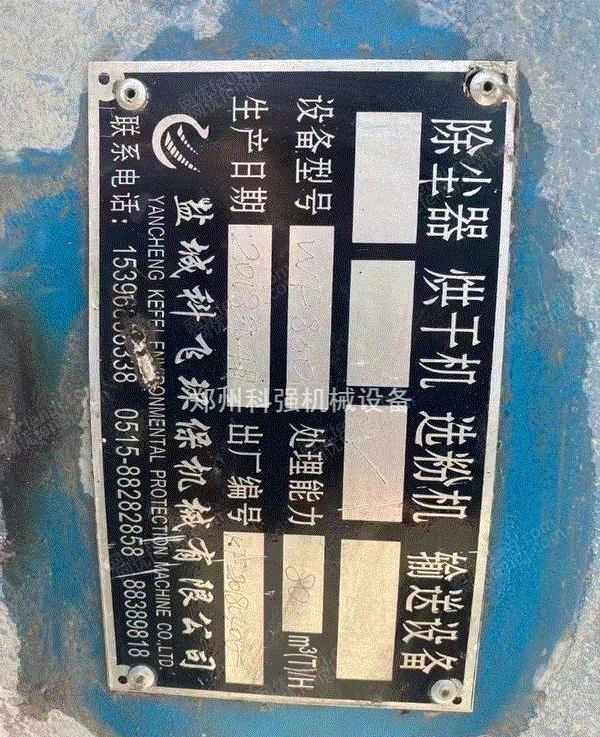 除尘器 烘干机 选粉机 输送设备
设备型号 处理能力 m³/T/H
生产日期 出厂编号
盐城科飞环保机械有限公司
YANCHENG KEFEI ENVIRONMENTAL PROTECTION MACHINE CO.,LTD
联系电话: 0515-88282858 88389818
郑州科强机械设备